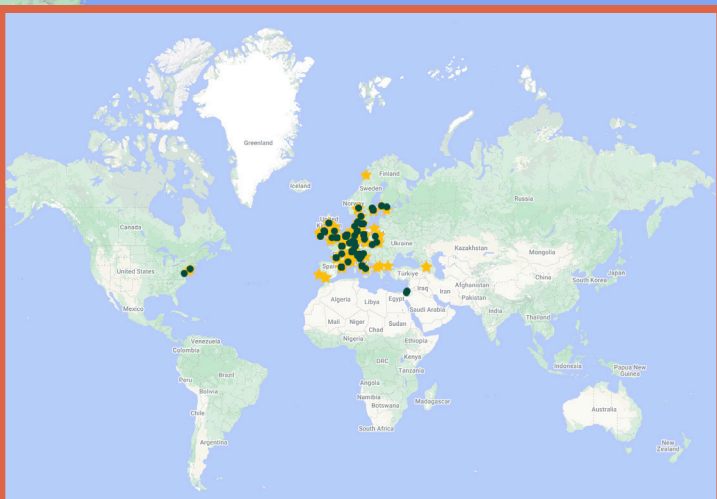 Greenland
Finland
Iceland
Sweden
Russia
Norway
Canada
United
Ukraine
Kazakhstan
Mongolia
Spain
Türkiye
United States
China
Japan
South Korea
Afghanistan
Iraq
Iran
Pakistan
Algeria
Libya
Egypt
Saudi Arabia
Mexico
India
Mali
Niger
Sudan
Chad
Thailand
Nigeria
Ethiopia
Venezuela
Colombia
Kenya
DRC
Indonesia
Papua New
Guinea
Tanzania
Brazil
Peru
Angola
Bolivia
Namibia
Madagascar
Botswana
Australia
Chile
South Africa
Argentina
New
Zealand